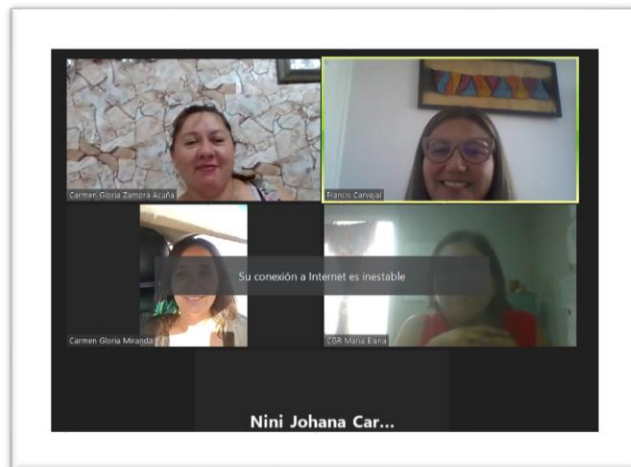 Carmen Gloria Zamora Acuña
Francis Carvajal
Su conexión a Internet es inestable
Carmen Gloria Miranda
CGR Maria Elena
Nini Johana Car...